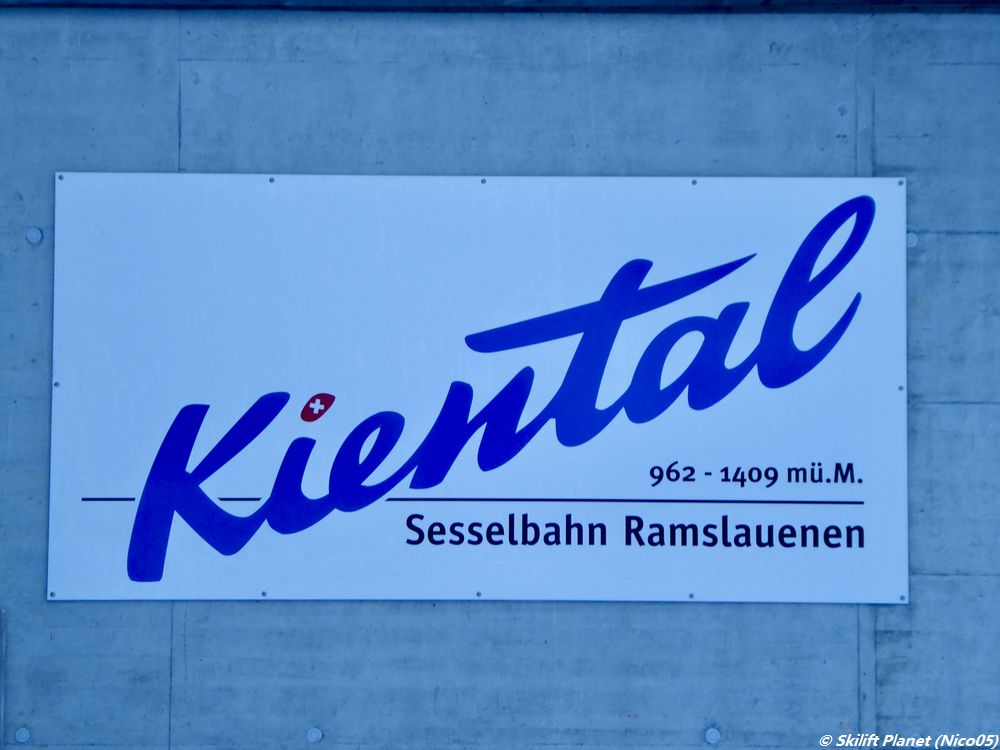 Kiental
962 - 1409 mü.M.
Sesselbahn Ramslauenen
© Skilift Planet (Nico05)